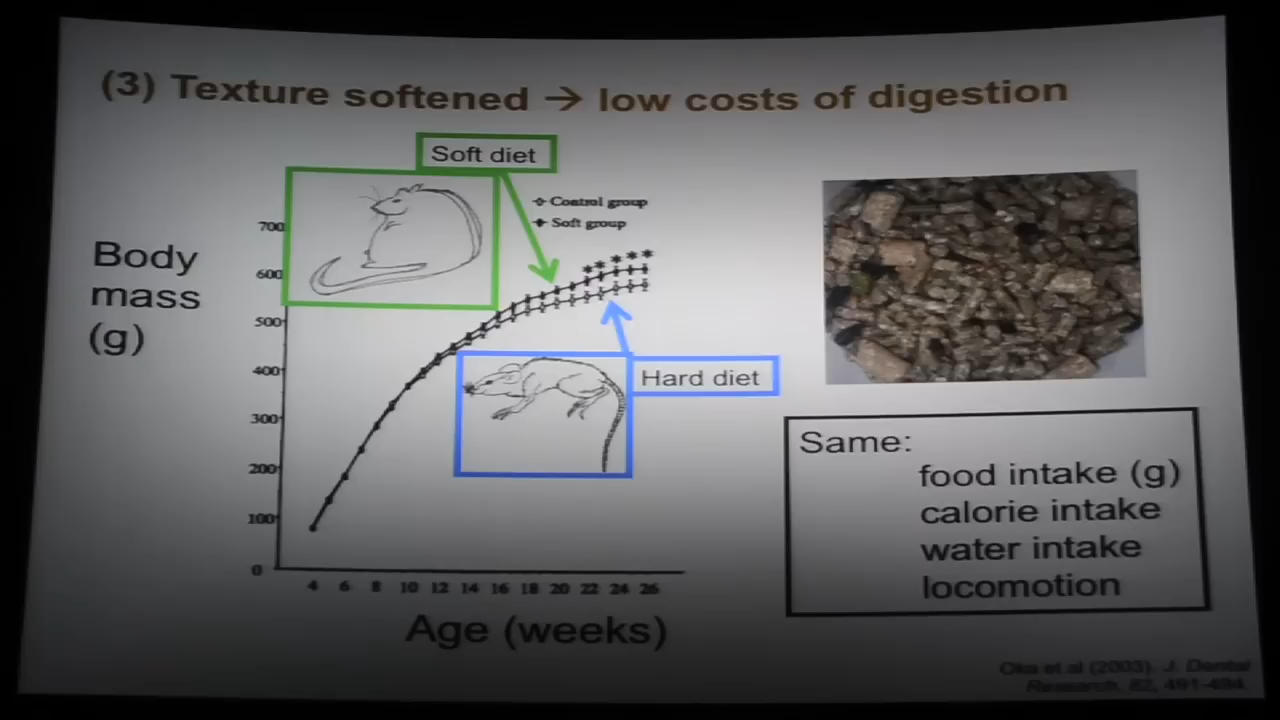 (3) Texture softened → low costs of digestion
Soft diet
Control group
Soft group
Body
mass
(g)
700
600
500
400
300
200
100
0
Hard diet
4 6 8 10 12 14 16 18 20 22 24 26
Age (weeks)
Same:
food intake (g)
calorie intake
water intake
locomotion
Oka et al (2003). J. Dental
Research, 82, 491-494.